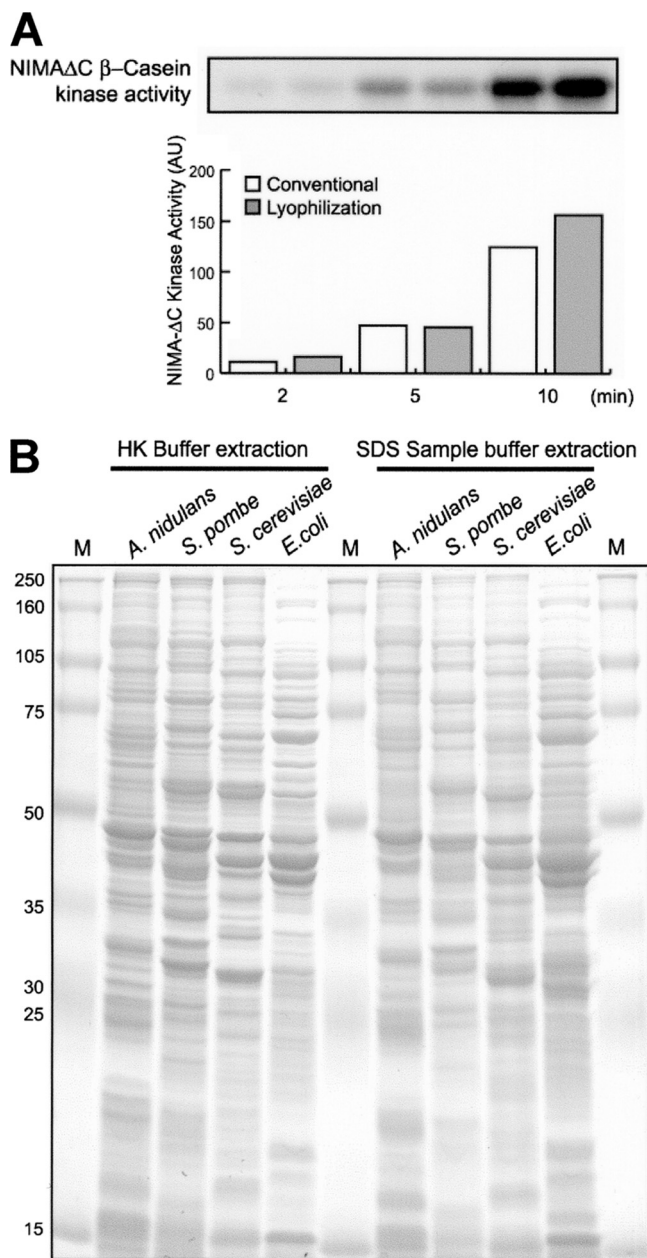 A
NIMAΔC β–Casein
kinase activity
NIMA-ΔC Kinase Activity (AU)
200
150
100
50
0
Conventional
Lyophilization
2 5 10 (min)
B
HK Buffer extraction SDS Sample buffer extraction
M A. nidulans S. pombe S. cerevisiae E.coli M A. nidulans S. pombe S. cerevisiae E.coli M
250
160
105
75
50
35
30
25
15